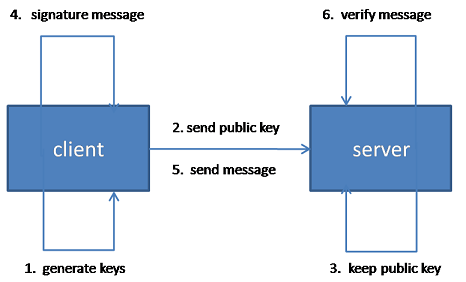 4. signature message
6. verify message
client
2. send public key
5. send message
server
1. generate keys
3. keep public key